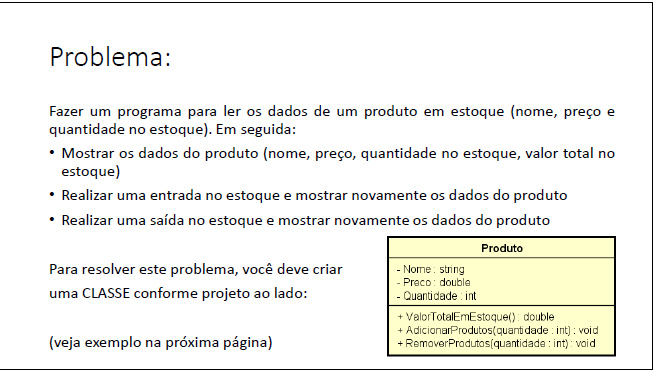 Problema:
Fazer um programa para ler os dados de um produto em estoque (nome, preço e
quantidade no estoque). Em seguida:
• Mostrar os dados do produto (nome, preço, quantidade no estoque, valor total no
estoque)
• Realizar uma entrada no estoque e mostrar novamente os dados do produto
• Realizar uma saída no estoque e mostrar novamente os dados do produto
Para resolver este problema, você deve criar
uma CLASSE conforme projeto ao lado:
(veja exemplo na próxima página)
Produto
- Nome : string
- Preco : double
- Quantidade : int
+ ValorTotalEmEstoque() : double
+ AdicionarProdutos(quantidade : int) : void
+ RemoverProdutos(quantidade : int) : void